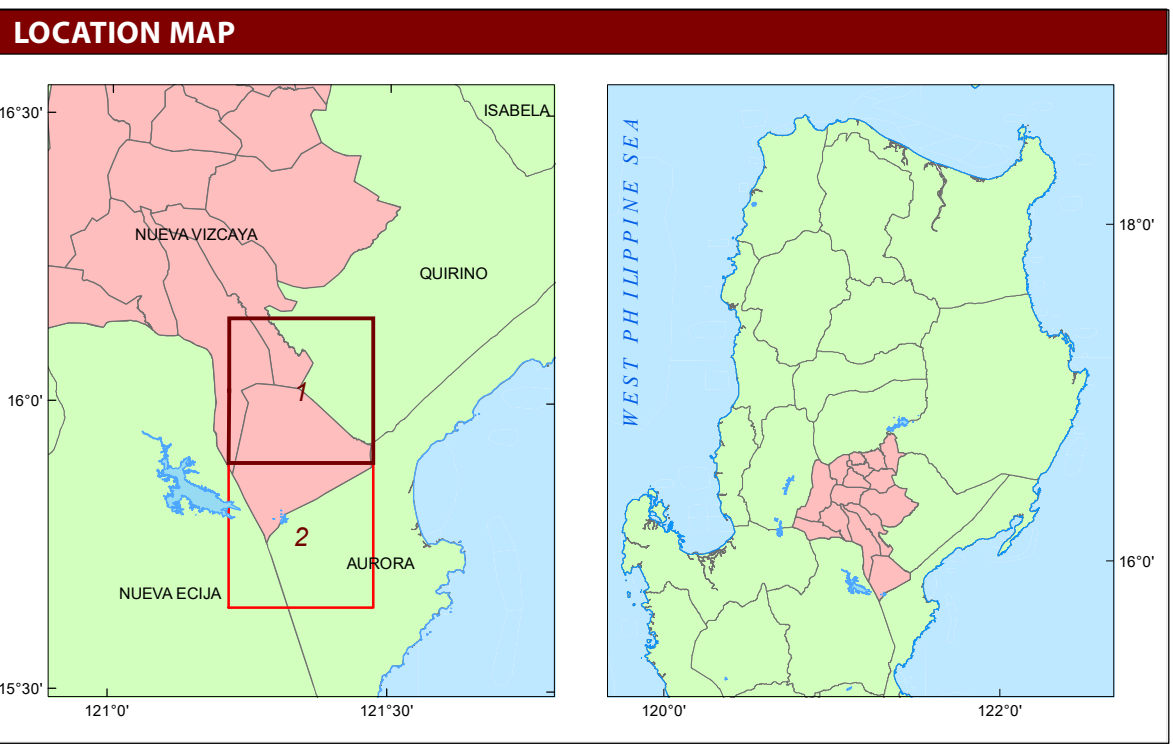 LOCATION MAP
16°30'
ISABELA
NUEVA VIZCAYA
QUIRINO
1
16°0'
2
AURORA
NUEVA ECIJA
15°30'
121°0'
121°30'
WEST PHILIPPINE SEA
18°0'
16°0'
120°0'
122°0'